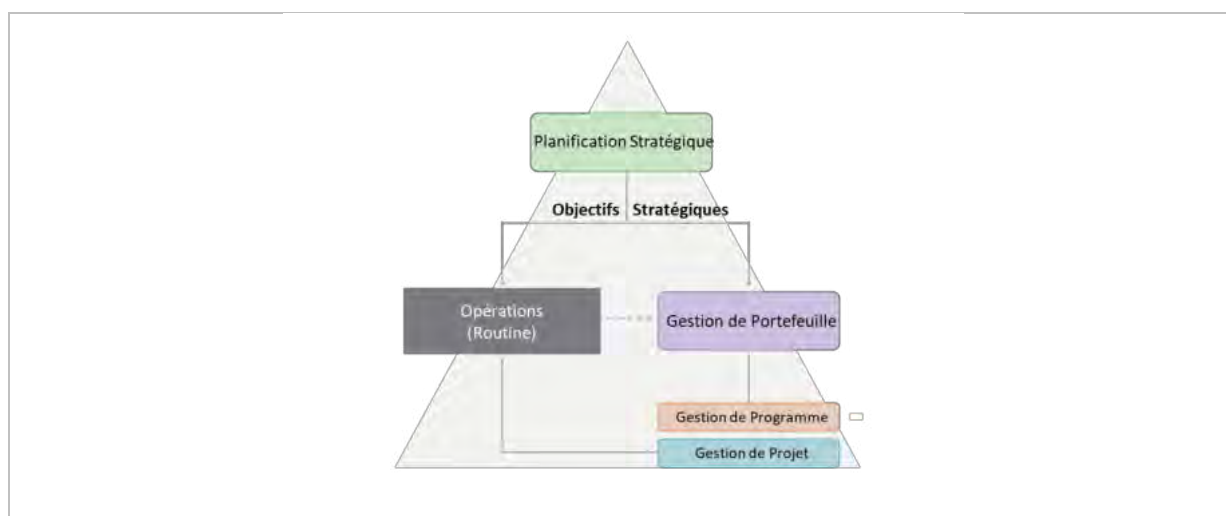 Planification Stratégique
Objectifs Stratégiques
Opérations
(Routine)
Gestion de Portefeuille
Gestion de Programme
Gestion de Projet